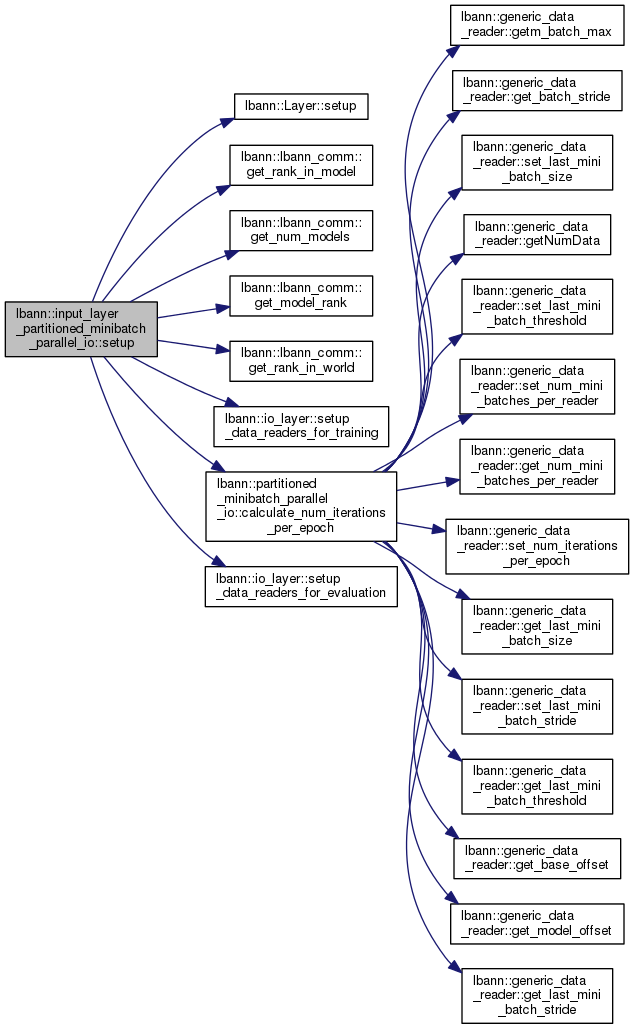 lbann::input_layer
_partitioned_minibatch
_parallel_io::setup
lbann::Layer::setup
lbann::lbann_comm::
get_rank_in_model
lbann::lbann_comm::
get_num_models
lbann::lbann_comm::
get_model_rank
lbann::lbann_comm::
get_rank_in_world
lbann::io_layer::setup
_data_readers_for_training
lbann::partitioned
_minibatch_parallel
_io::calculate_num_iterations
_per_epoch
lbann::io_layer::setup
_data_readers_for_evaluation
lbann::generic_data
_reader::getm_batch_max
lbann::generic_data
_reader::get_batch_stride
lbann::generic_data
_reader::set_last_mini
_batch_size
lbann::generic_data
_reader::getNumData
lbann::generic_data
_reader::set_last_mini
_batch_threshold
lbann::generic_data
_reader::set_num_mini
_batches_per_reader
lbann::generic_data
_reader::get_num_mini
_batches_per_reader
lbann::generic_data
_reader::set_num_iterations
_per_epoch
lbann::generic_data
_reader::get_last_mini
_batch_size
lbann::generic_data
_reader::set_last_mini
_batch_stride
lbann::generic_data
_reader::get_last_mini
_batch_threshold
lbann::generic_data
_reader::get_base_offset
lbann::generic_data
_reader::get_model_offset
lbann::generic_data
_reader::get_last_mini
_batch_stride